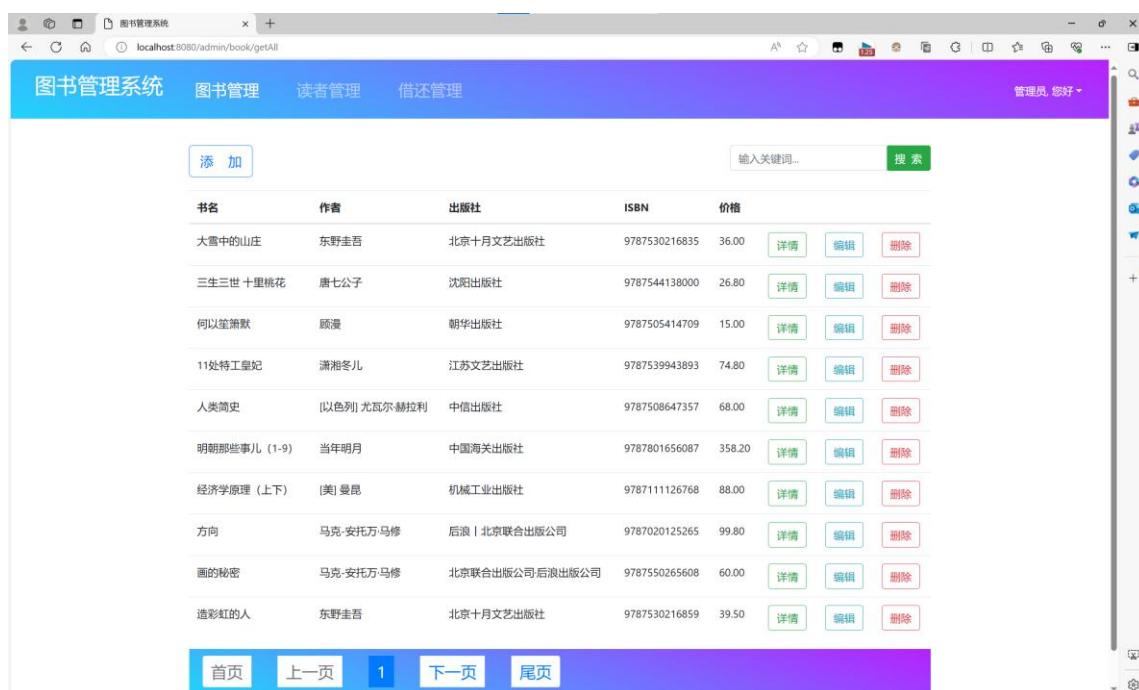 图书管理系统
localhost:8080/admin/book/getAll
图书管理系统 图书管理 读者管理 借还管理 管理员, 您好
添 加 输入关键词... 搜 索
书名 作者 出版社 ISBN 价格
大雪中的山庄 东野圭吾 北京十月文艺出版社 9787530216835 36.00 详情 编辑 删除
三生三世 十里桃花 唐七公子 沈阳出版社 9787544138000 26.80 详情 编辑 删除
何以笙箫默 顾漫 朝华出版社 9787505414709 15.00 详情 编辑 删除
11处特工皇妃 潇湘冬儿 江苏文艺出版社 9787539943893 74.80 详情 编辑 删除
人类简史 [以色列] 尤瓦尔·赫拉利 中信出版社 9787508647357 68.00 详情 编辑 删除
明朝那些事儿（1-9） 当年明月 中国海关出版社 9787801656087 358.20 详情 编辑 删除
经济学原理（上下） [美] 曼昆 机械工业出版社 9787111126768 88.00 详情 编辑 删除
方向 马克-安托万·马修 后浪丨北京联合出版公司 9787020125265 99.80 详情 编辑 删除
画的秘密 马克-安托万·马修 北京联合出版公司·后浪出版公司 9787550265608 60.00 详情 编辑 删除
造彩虹的人 东野圭吾 北京十月文艺出版社 9787530216859 39.50 详情 编辑 删除
首页 上一页 1 下一页 尾页